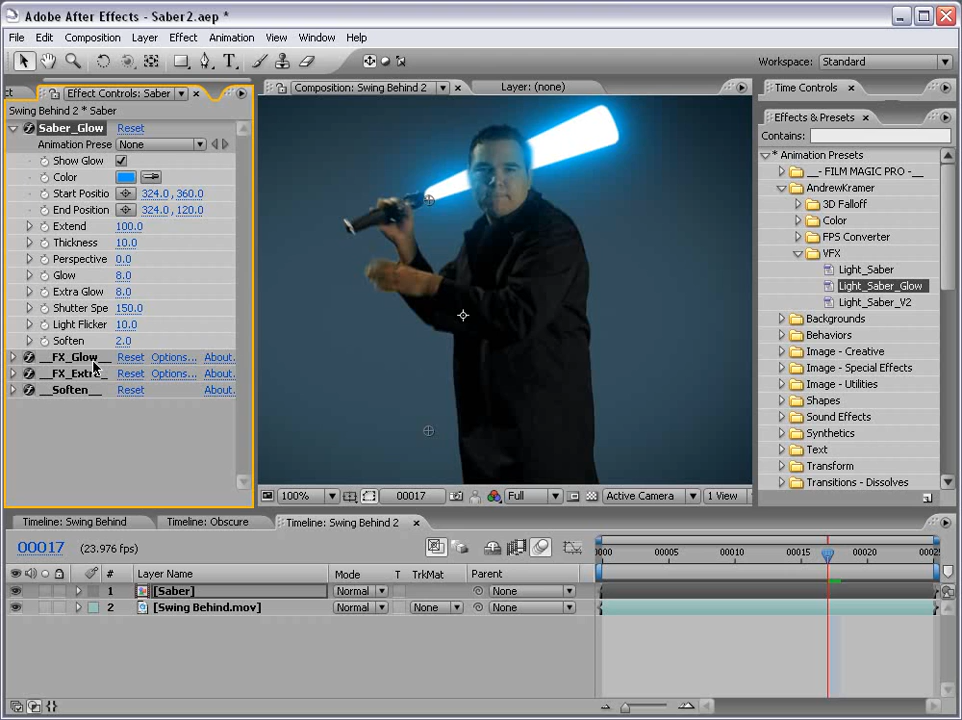 Adobe After Effects - Saber2.aep *
File Edit Composition Layer Effect Animation View Window Help
Workspace: Standard
Effect Controls: Saber
Swing Behind 2 * Saber
Saber_Glow Reset
Animation Prese None
Show Glow
Color
Start Positio 324.0, 360.0
End Position 324.0, 120.0
Extend 100.0
Thickness 10.0
Perspective 0.0
Glow 8.0
Extra Glow 8.0
Shutter Spe 150.0
Light Flicker 10.0
Soften 2.0
__FX_Glow__ Reset Options... About.
__FX_Extra_ Reset Options... About.
__Soften__ Reset About.
Composition: Swing Behind 2
Layer: (none)
100% 00017 Full Active Camera 1 View
Time Controls
Effects & Presets
Contains:
* Animation Presets
__- FILM MAGIC PRO -__
AndrewKramer
3D Falloff
Color
FPS Converter
VFX
Light_Saber
Light_Saber_Glow
Light_Saber_V2
Backgrounds
Behaviors
Image - Creative
Image - Special Effects
Image - Utilities
Shapes
Sound Effects
Synthetics
Text
Transform
Transitions - Dissolves
Timeline: Swing Behind Timeline: Obscure Timeline: Swing Behind 2
00017 (23.976 fps)
0000 00005 00010 00015 00020 0002
# Layer Name Mode T TrkMat Parent
1 [Saber] Normal None
2 [Swing Behind.mov] Normal None None